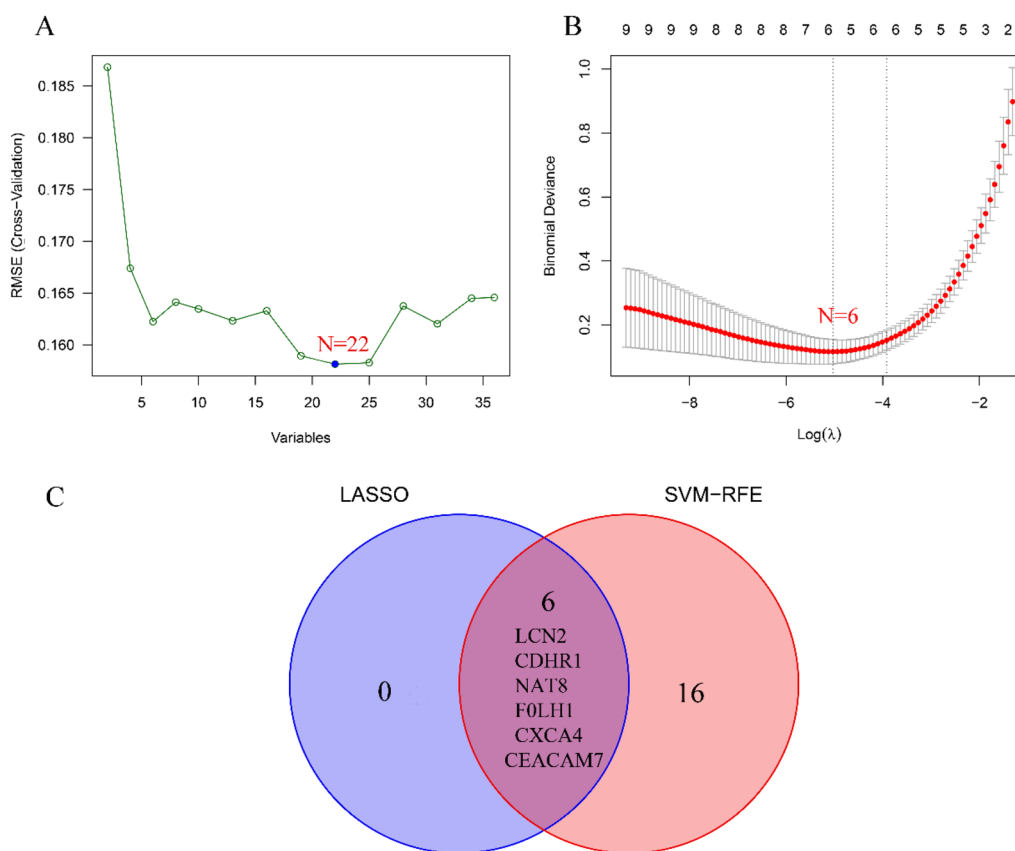 A
RMSE (Cross−Validation)
0.185
0.180
0.175
0.170
0.165
0.160
N=22
5 10 15 20 25 30 35
Variables
B
9 9 9 9 8 8 8 7 6 5 6 6 5 5 5 3 2
Binomial Deviance
1.0
0.8
0.6
0.4
0.2
N=6
−8 −6 −4 −2
Log(λ)
C
LASSO SVM−RFE
6
LCN2
CDHR1
NAT8
F0LH1
CXCA4
CEACAM7
0 16